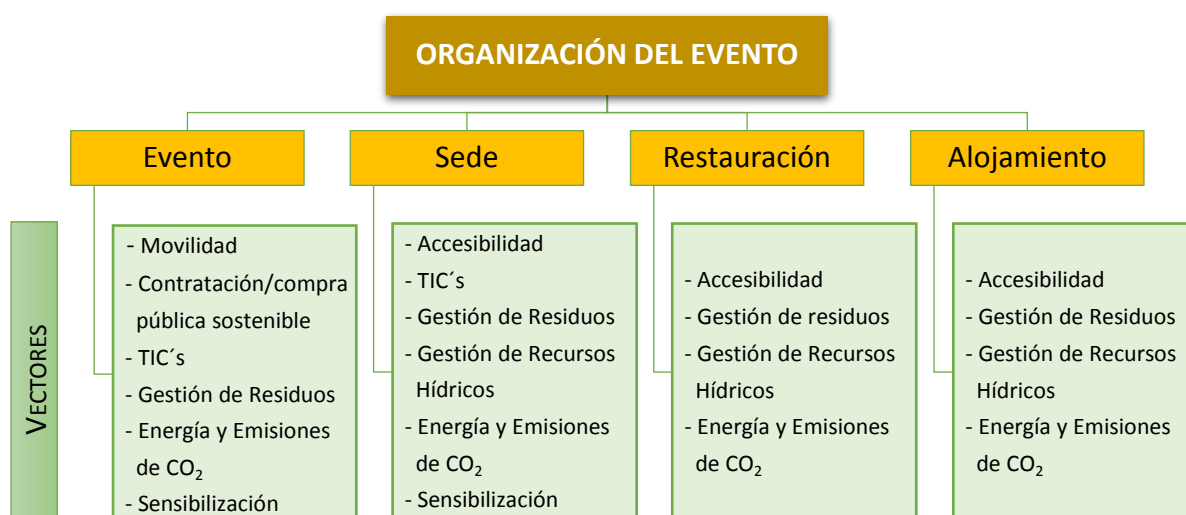 ORGANIZACIÓN DEL EVENTO
Evento
Sede
Restauración
Alojamiento
VECTORES
- Movilidad
- Contratación/compra
pública sostenible
- TIC´s
- Gestión de Residuos
- Energía y Emisiones
de CO₂
- Sensibilización
- Accesibilidad
- TIC´s
- Gestión de Residuos
- Gestión de Recursos
Hídricos
- Energía y Emisiones
de CO₂
- Sensibilización
- Accesibilidad
- Gestión de residuos
- Gestión de Recursos
Hídricos
- Energía y Emisiones
de CO₂
- Accesibilidad
- Gestión de Residuos
- Gestión de Recursos
Hídricos
- Energía y Emisiones
de CO₂